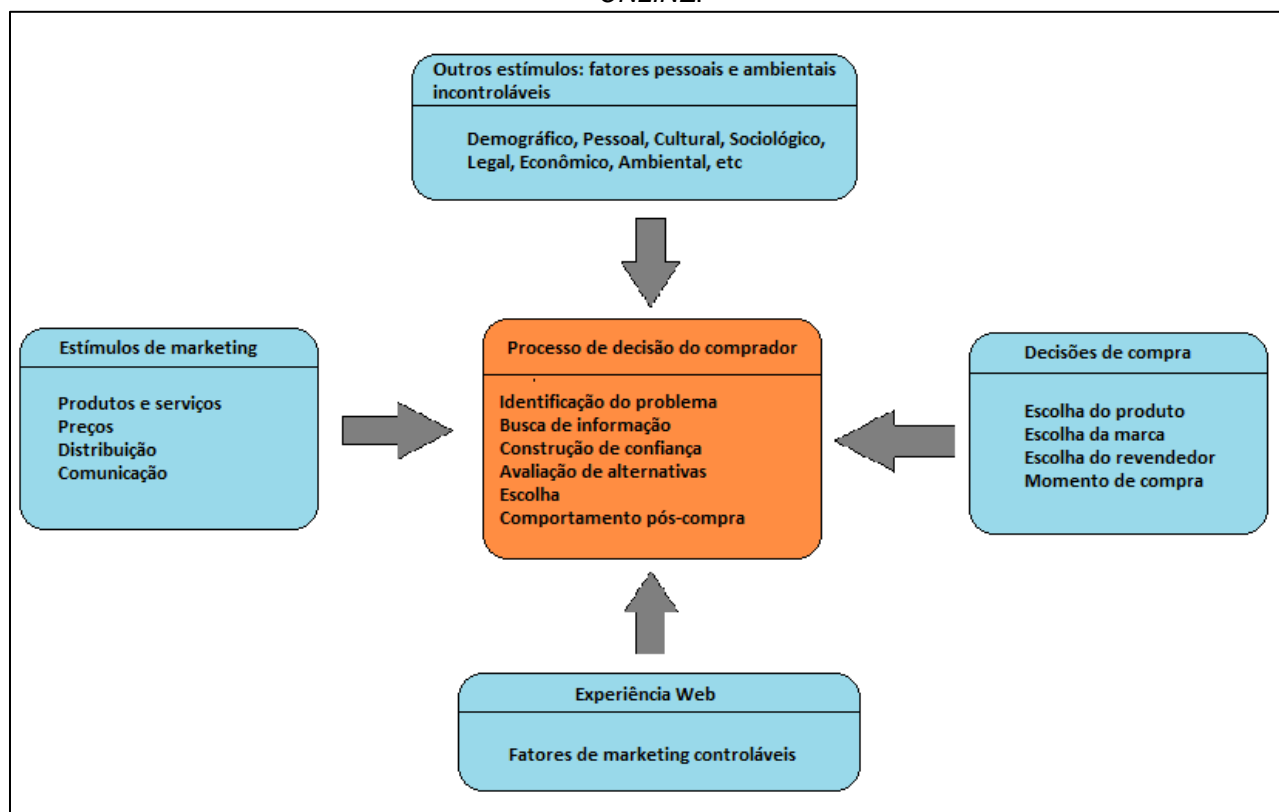 ONLINE.
Outros estímulos: fatores pessoais e ambientais
incontroláveis
Demográfico, Pessoal, Cultural, Sociológico,
Legal, Econômico, Ambiental, etc
Estímulos de marketing
Produtos e serviços
Preços
Distribuição
Comunicação
Processo de decisão do comprador
Identificação do problema
Busca de informação
Construção de confiança
Avaliação de alternativas
Escolha
Comportamento pós-compra
Decisões de compra
Escolha do produto
Escolha da marca
Escolha do revendedor
Momento de compra
Experiência Web
Fatores de marketing controláveis